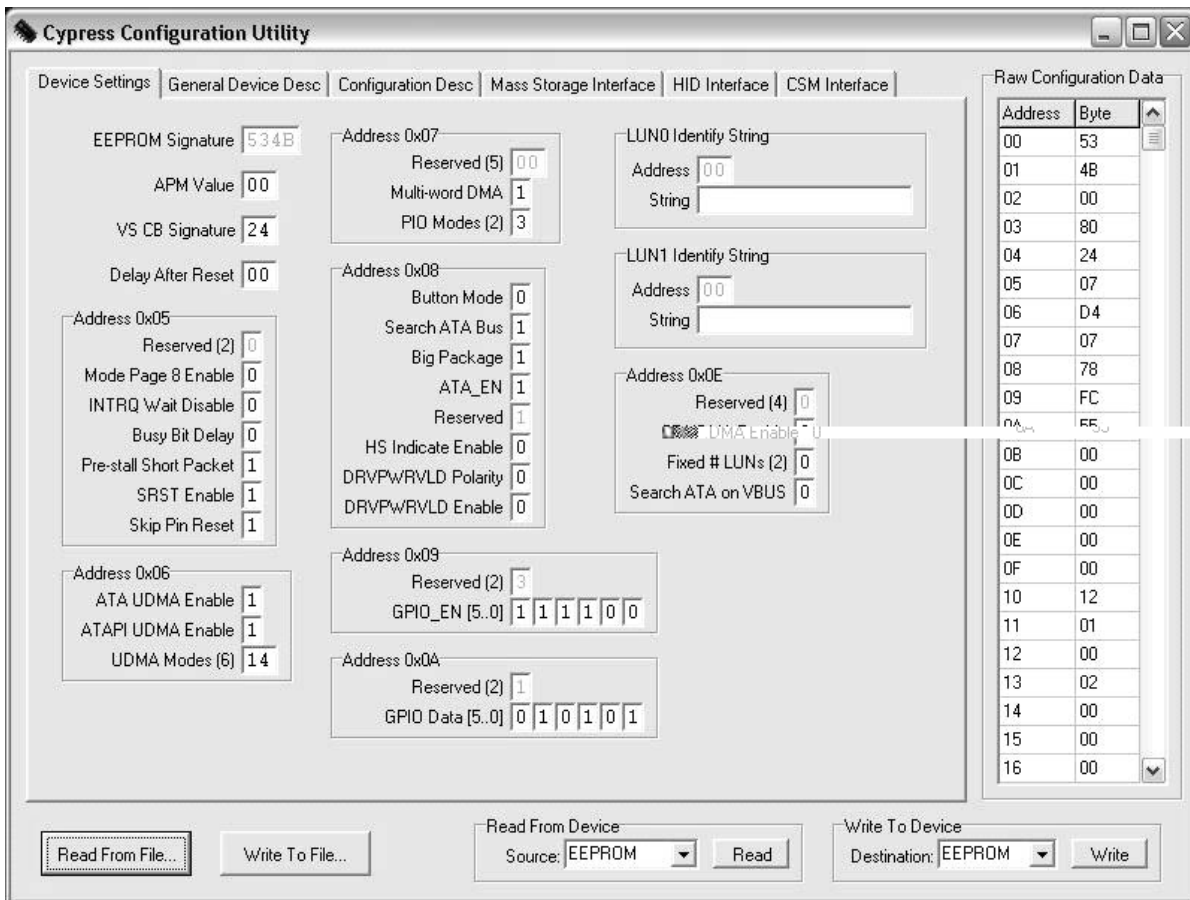 Cypress Configuration Utility
Device Settings General Device Desc Configuration Desc Mass Storage Interface HID Interface CSM Interface
EEPROM Signature 534B
APM Value 00
VS CB Signature 24
Delay After Reset 00
Address 0x05
Reserved (2) 0
Mode Page 8 Enable 0
INTRQ Wait Disable 0
Busy Bit Delay 0
Pre-stall Short Packet 1
SRST Enable 1
Skip Pin Reset 1
Address 0x06
ATA UDMA Enable 1
ATAPI UDMA Enable 1
UDMA Modes (6) 14
Address 0x07
Reserved (5) 00
Multi-word DMA 1
PIO Modes (2) 3
Address 0x08
Button Mode 0
Search ATA Bus 1
Big Package 1
ATA_EN 1
Reserved 1
HS Indicate Enable 0
DRVPWRVLD Polarity 0
DRVPWRVLD Enable 0
Address 0x09
Reserved (2) 3
GPIO_EN [5..0] 1 1 1 1 0 0
Address 0x0A
Reserved (2) 1
GPIO Data [5..0] 0 1 0 1 0 1
LUN0 Identify String
Address 00
String
LUN1 Identify String
Address 00
String
Address 0x0E
Reserved (4) 0
UDMA Enable 0
Fixed # LUNs (2) 0
Search ATA on VBUS 0
Raw Configuration Data
Address Byte
00 53
01 4B
02 00
03 80
04 24
05 07
06 D4
07 07
08 78
09 FC
0A 55
0B 00
0C 00
0D 00
0E 00
0F 00
10 12
11 01
12 00
13 02
14 00
15 00
16 00
Read From File...
Write To File...
Read From Device
Source: EEPROM Read
Write To Device
Destination: EEPROM Write